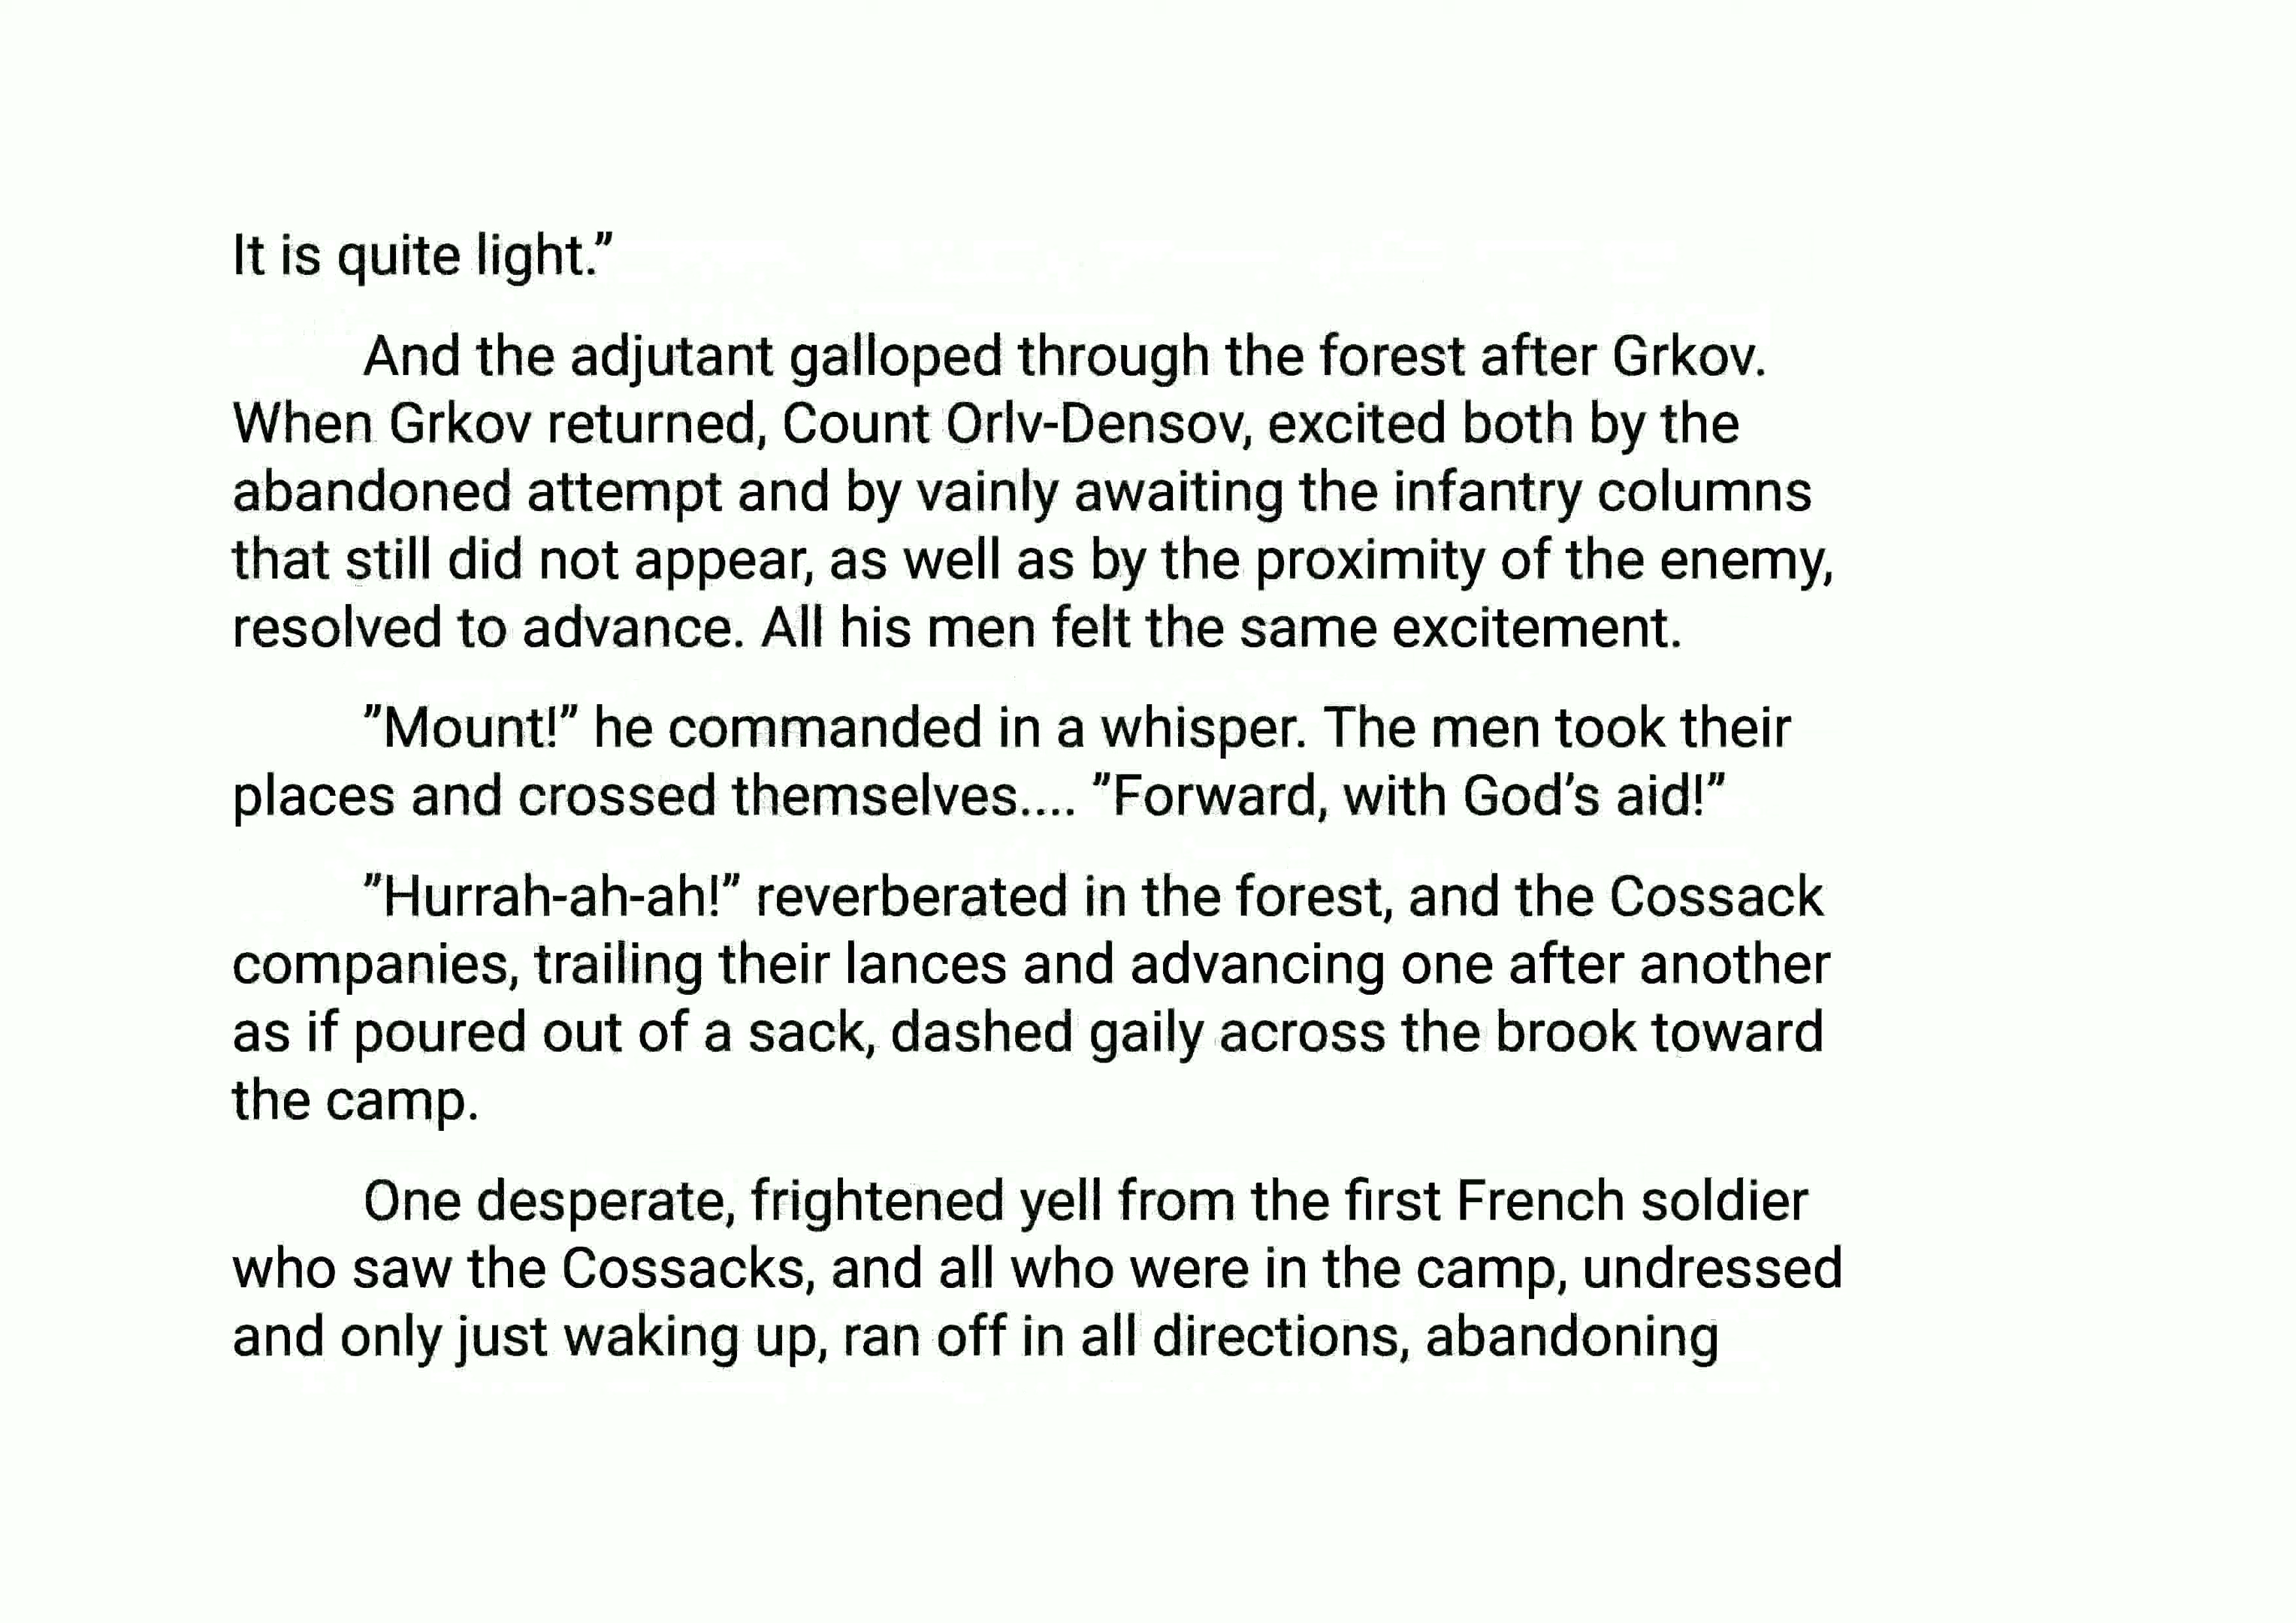 It is quite light.”
And the adjutant galloped through the forest after Grkov.
When Grkov returned, Count Orlv-Densov, excited both by the
abandoned attempt and by vainly awaiting the infantry columns
that still did not appear, as well as by the proximity of the enemy,
resolved to advance. All his men felt the same excitement.
”Mount!” he commanded in a whisper. The men took their
places and crossed themselves.... ”Forward, with God’s aid!”
”Hurrah-ah-ah!” reverberated in the forest, and the Cossack
companies, trailing their lances and advancing one after another
as if poured out of a sack, dashed gaily across the brook toward
the camp.
One desperate, frightened yell from the first French soldier
who saw the Cossacks, and all who were in the camp, undressed
and only just waking up, ran off in all directions, abandoning